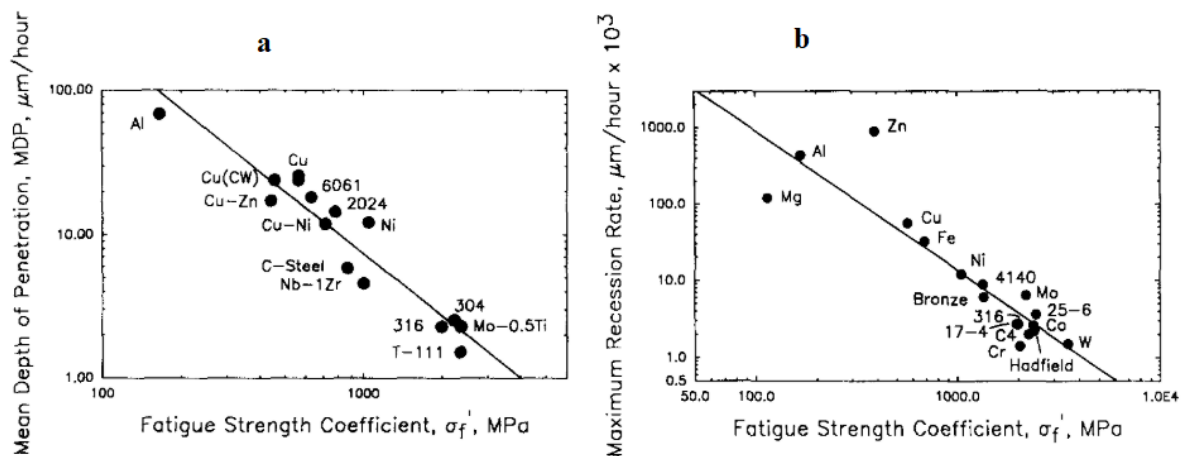 a
Mean Depth of Penetration, MDP, μm/hour
100.00
10.00
1.00
Al
Cu
Cu(CW)
6061
Cu-Zn
2024
Cu-Ni
Ni
C-Steel
Nb-1Zr
304
316
Mo-0.5Ti
T-111
100
1000
Fatigue Strength Coefficient, σf', MPa
b
Maximum Recession Rate, μm/hour x 10³
1000.0
100.0
10.0
1.0
0.5
Zn
Al
Mg
Cu
Fe
Ni
4140
Bronze
Mo
316
25-6
17-4
Co
C4
W
Cr
Hadfield
50.0
100.0
1000.0
1.0E4
Fatigue Strength Coefficient, σf', MPa